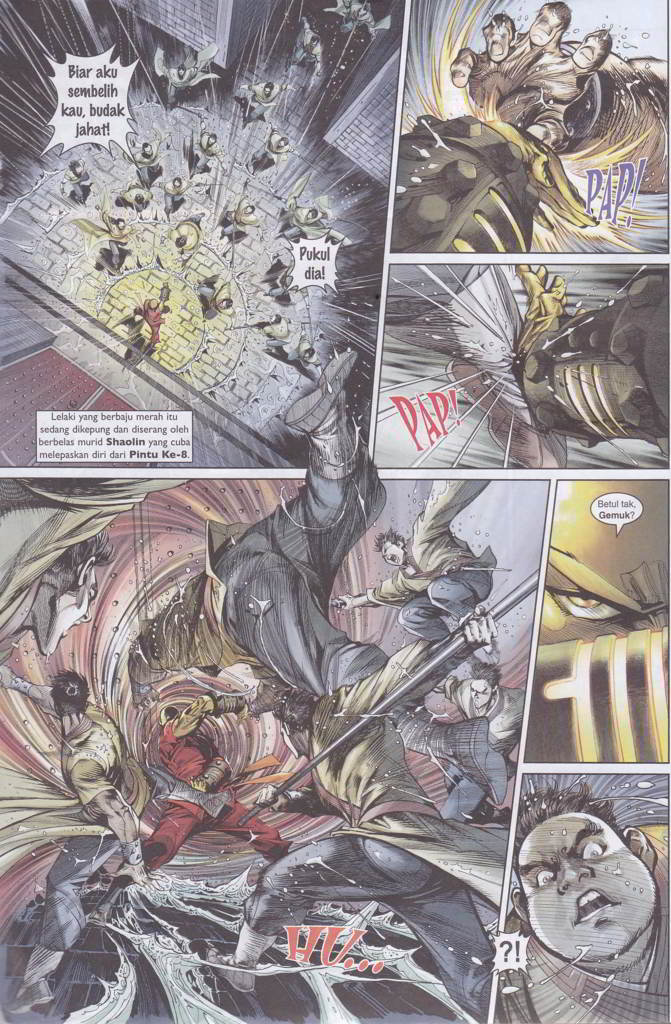 Biar aku
sembelih
kau, budak
jahat!
Pukul
dia!
Lelaki yang berbaju merah itu
sedang dikepung dan diserang oleh
berbelas murid Shaolin yang cuba
melepaskan diri dari Pintu Ke-8.
PAP!
PAP!
Betul tak,
Gemuk?
HU...
?!